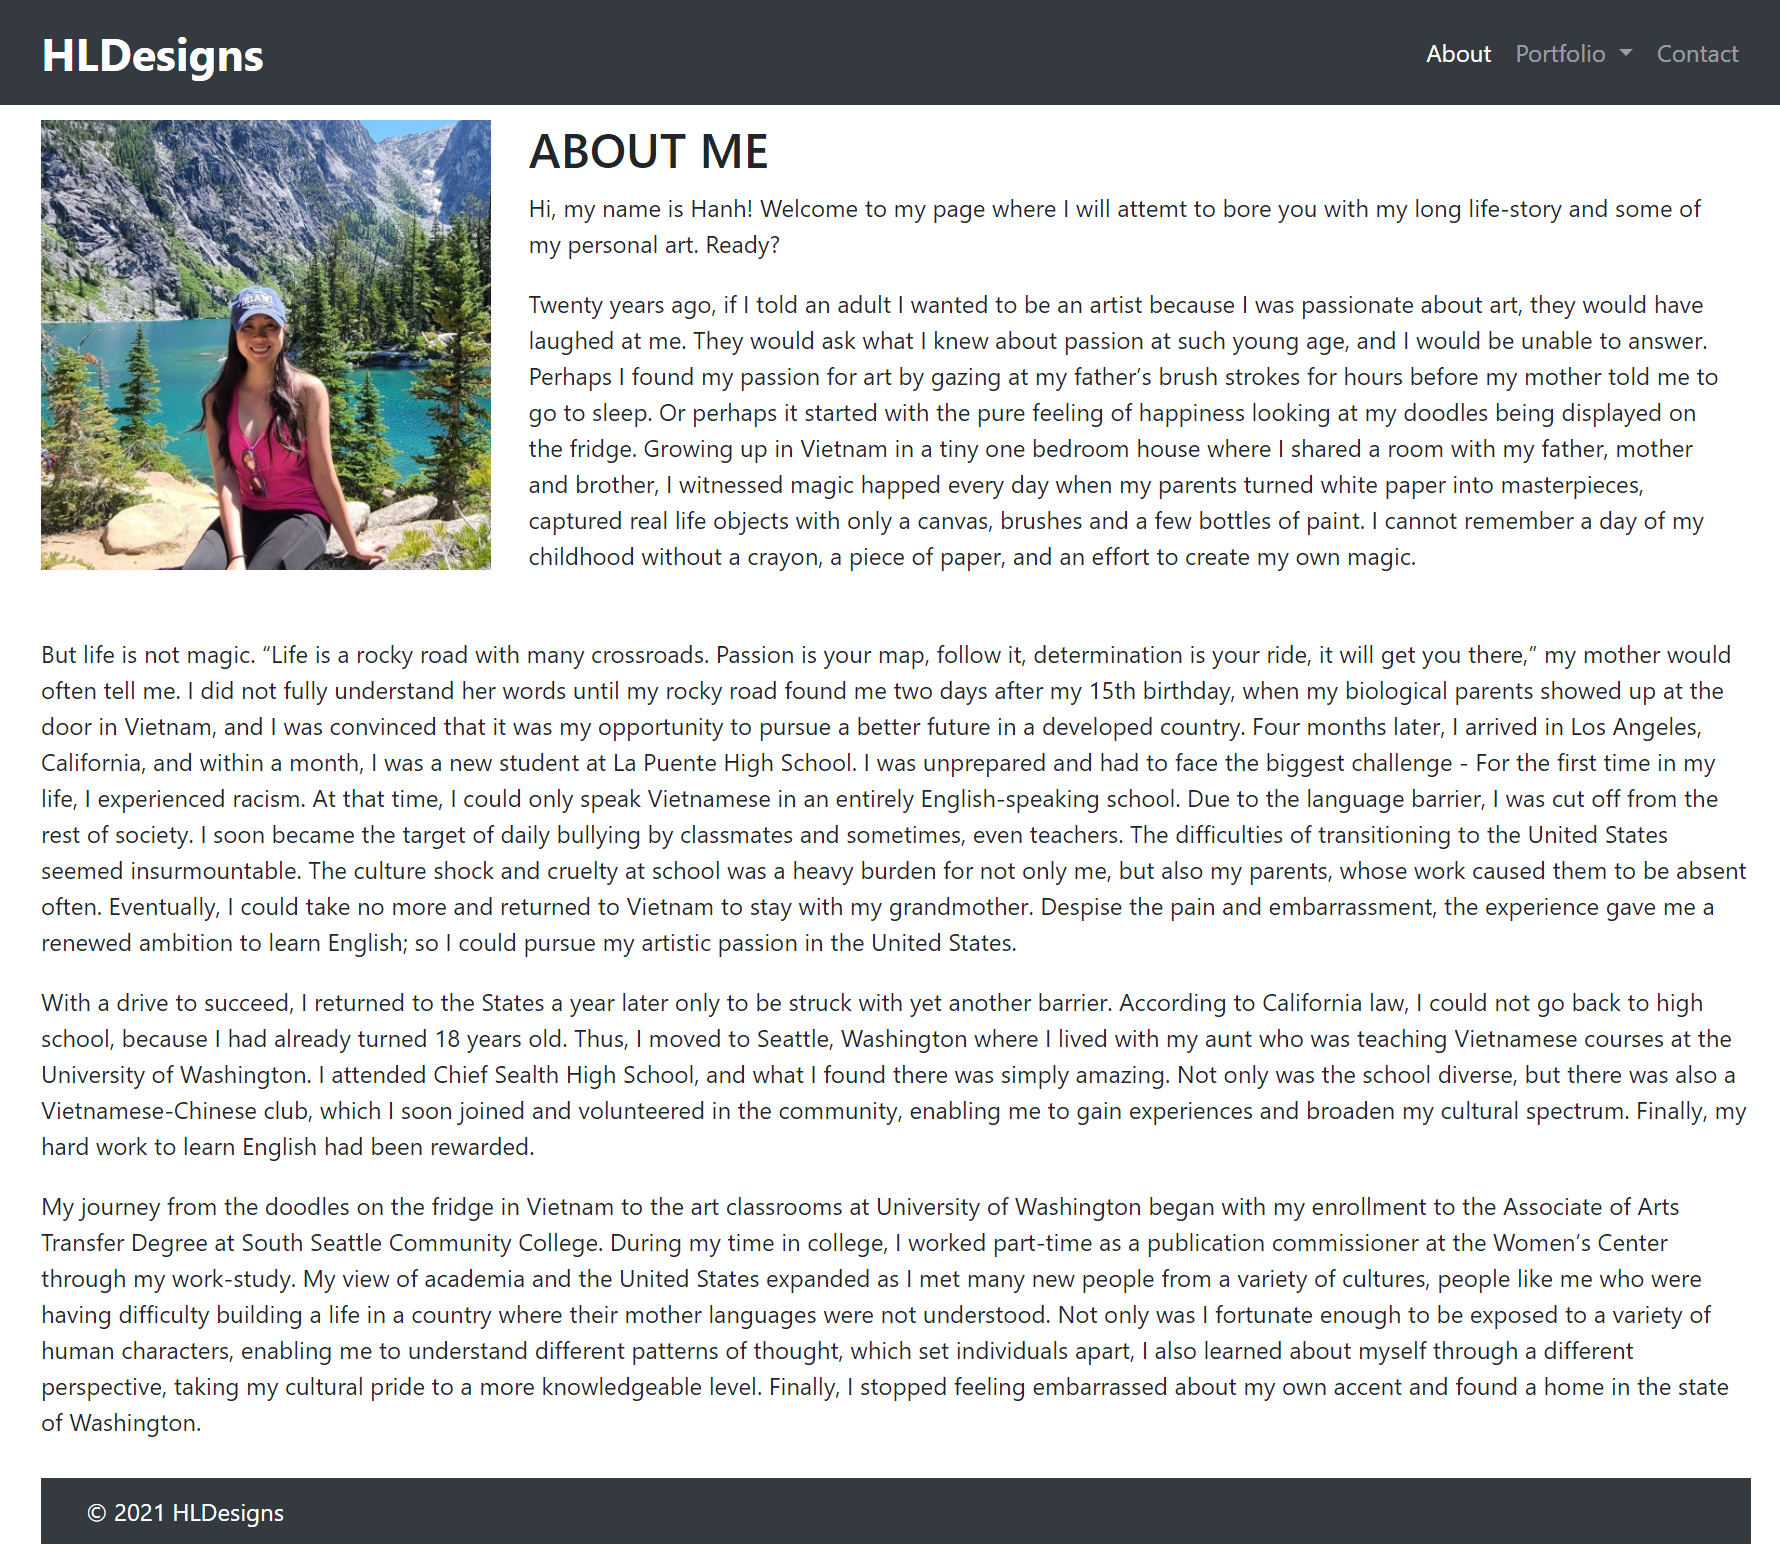 HLDesigns
About Portfolio Contact
ABOUT ME
Hi, my name is Hanh! Welcome to my page where I will attemt to bore you with my long life-story and some of
my personal art. Ready?
Twenty years ago, if I told an adult I wanted to be an artist because I was passionate about art, they would have
laughed at me. They would ask what I knew about passion at such young age, and I would be unable to answer.
Perhaps I found my passion for art by gazing at my father’s brush strokes for hours before my mother told me to
go to sleep. Or perhaps it started with the pure feeling of happiness looking at my doodles being displayed on
the fridge. Growing up in Vietnam in a tiny one bedroom house where I shared a room with my father, mother
and brother, I witnessed magic happed every day when my parents turned white paper into masterpieces,
captured real life objects with only a canvas, brushes and a few bottles of paint. I cannot remember a day of my
childhood without a crayon, a piece of paper, and an effort to create my own magic.
But life is not magic. “Life is a rocky road with many crossroads. Passion is your map, follow it, determination is your ride, it will get you there,” my mother would
often tell me. I did not fully understand her words until my rocky road found me two days after my 15th birthday, when my biological parents showed up at the
door in Vietnam, and I was convinced that it was my opportunity to pursue a better future in a developed country. Four months later, I arrived in Los Angeles,
California, and within a month, I was a new student at La Puente High School. I was unprepared and had to face the biggest challenge - For the first time in my
life, I experienced racism. At that time, I could only speak Vietnamese in an entirely English-speaking school. Due to the language barrier, I was cut off from the
rest of society. I soon became the target of daily bullying by classmates and sometimes, even teachers. The difficulties of transitioning to the United States
seemed insurmountable. The culture shock and cruelty at school was a heavy burden for not only me, but also my parents, whose work caused them to be absent
often. Eventually, I could take no more and returned to Vietnam to stay with my grandmother. Despise the pain and embarrassment, the experience gave me a
renewed ambition to learn English; so I could pursue my artistic passion in the United States.
With a drive to succeed, I returned to the States a year later only to be struck with yet another barrier. According to California law, I could not go back to high
school, because I had already turned 18 years old. Thus, I moved to Seattle, Washington where I lived with my aunt who was teaching Vietnamese courses at the
University of Washington. I attended Chief Sealth High School, and what I found there was simply amazing. Not only was the school diverse, but there was also a
Vietnamese-Chinese club, which I soon joined and volunteered in the community, enabling me to gain experiences and broaden my cultural spectrum. Finally, my
hard work to learn English had been rewarded.
My journey from the doodles on the fridge in Vietnam to the art classrooms at University of Washington began with my enrollment to the Associate of Arts
Transfer Degree at South Seattle Community College. During my time in college, I worked part-time as a publication commissioner at the Women’s Center
through my work-study. My view of academia and the United States expanded as I met many new people from a variety of cultures, people like me who were
having difficulty building a life in a country where their mother languages were not understood. Not only was I fortunate enough to be exposed to a variety of
human characters, enabling me to understand different patterns of thought, which set individuals apart, I also learned about myself through a different
perspective, taking my cultural pride to a more knowledgeable level. Finally, I stopped feeling embarrassed about my own accent and found a home in the state
of Washington.
© 2021 HLDesigns